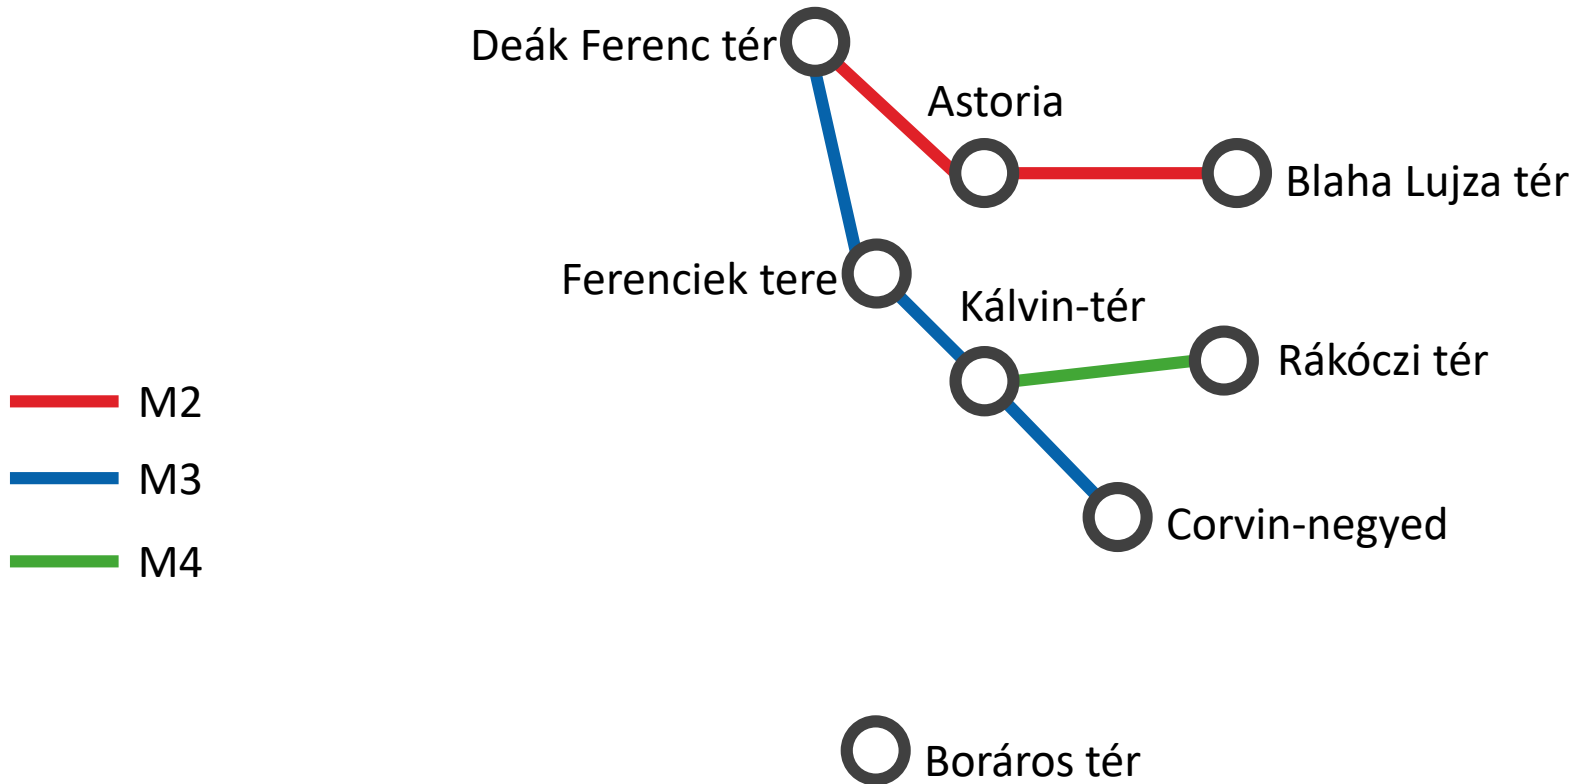 Deák Ferenc tér
Astoria
Blaha Lujza tér
Ferenciek tere
Kálvin-tér
Rákóczi tér
M2
M3
Corvin-negyed
M4
Boráros tér